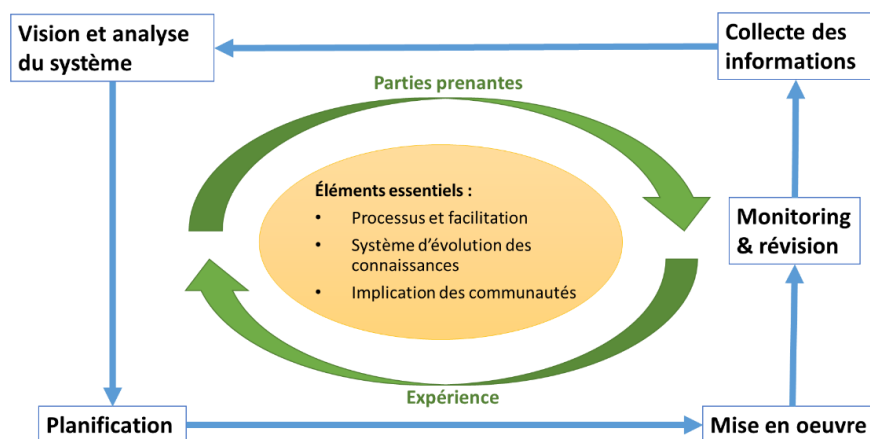 Vision et analyse
du système
Collecte des
informations
Parties prenantes
Éléments essentiels :
• Processus et facilitation
• Système d'évolution des
connaissances
• Implication des communautés
Monitoring
& révision
Expérience
Planification
Mise en oeuvre